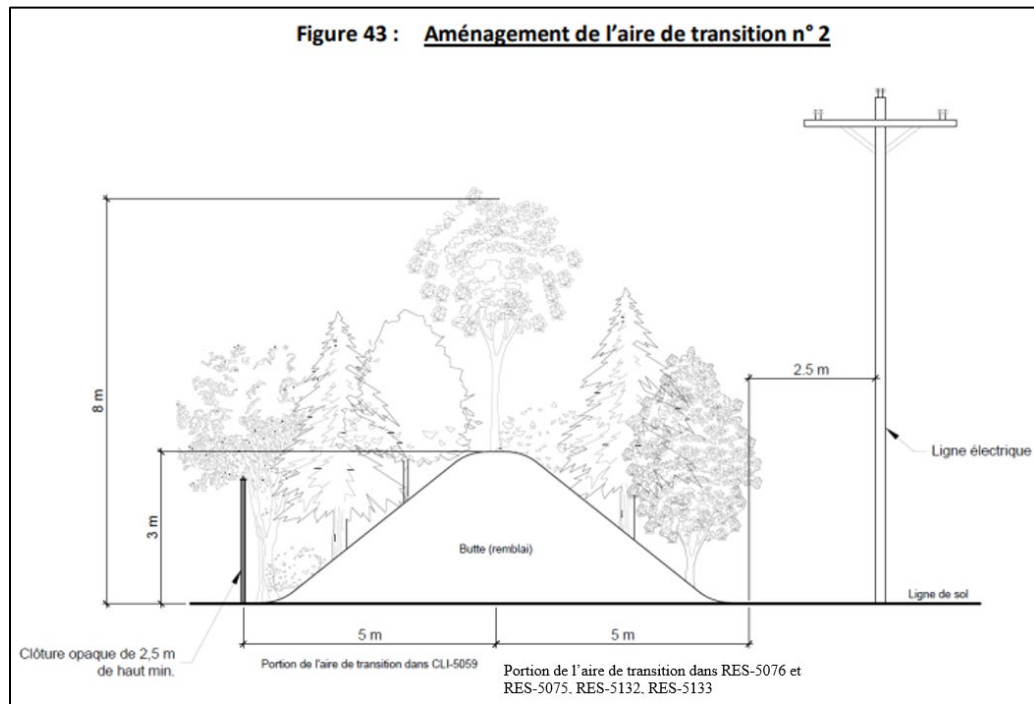 Figure 43 : Aménagement de l'aire de transition n° 2
8 m
2.5 m
Ligne électrique
3 m
Butte (remblai)
Ligne de sol
5 m
5 m
Clôture opaque de 2,5 m
de haut min.
Portion de l'aire de transition dans CLI-5059
Portion de l'aire de transition dans RES-5076 et
RES-5075. RES-5132. RES-5133